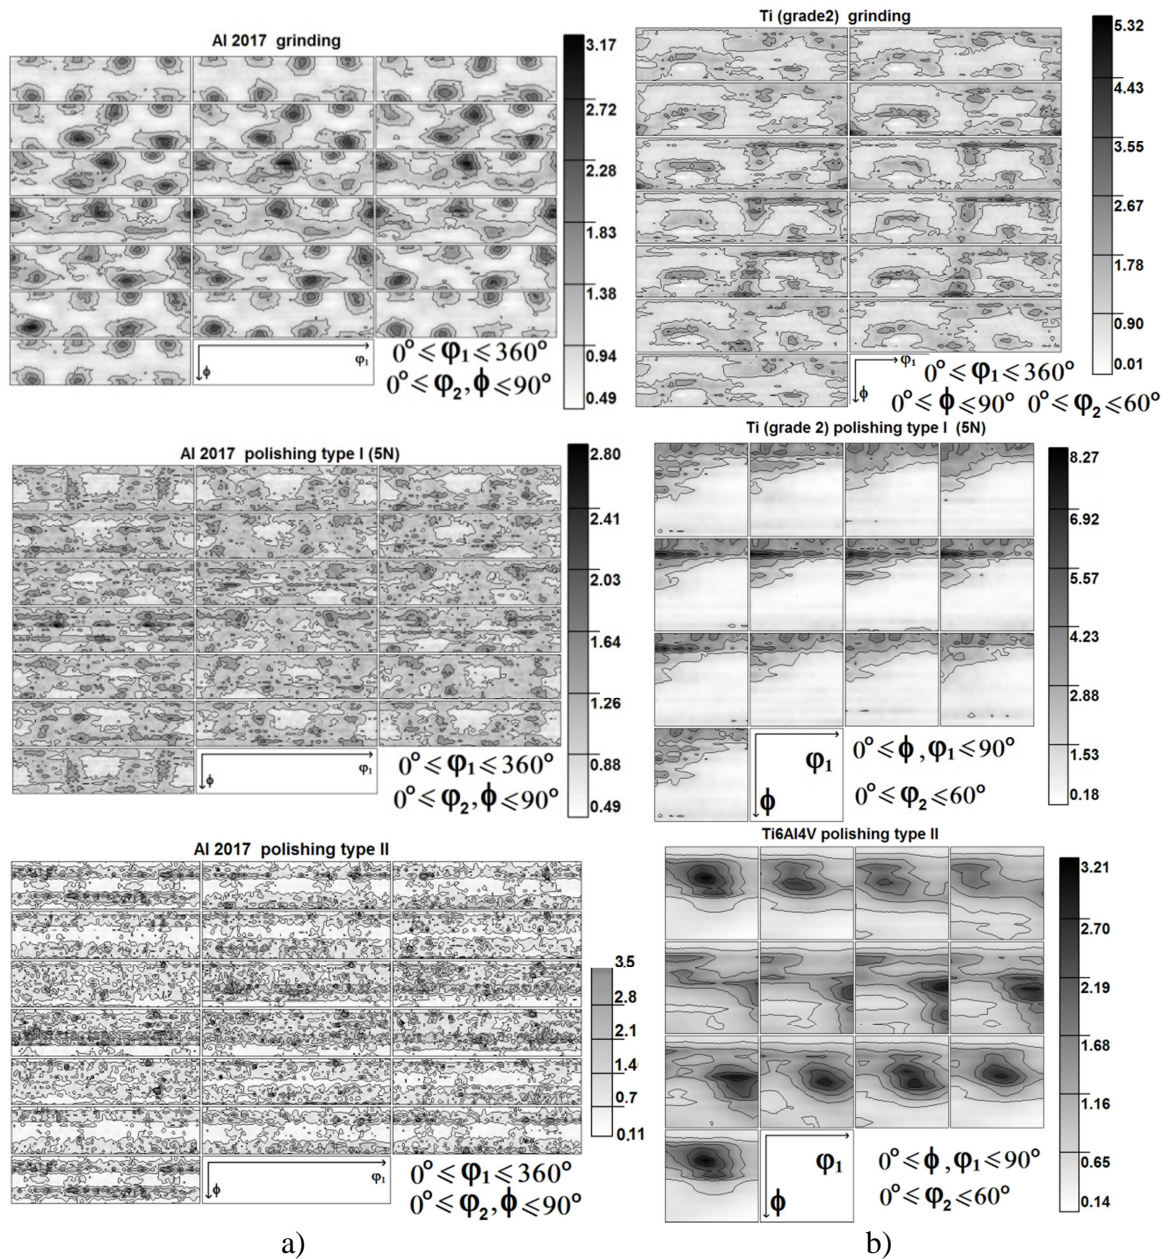 Al 2017 grinding
3.17
2.72
2.28
1.83
1.38
0.94
0.49
φ₁
ϕ
0° ≤ φ₁ ≤ 360°
0° ≤ φ₂, ϕ ≤ 90°
Ti (grade2) grinding
5.32
4.43
3.55
2.67
1.78
0.90
0.01
φ₁
ϕ
0° ≤ φ₁ ≤ 360°
0° ≤ ϕ ≤ 90° 0° ≤ φ₂ ≤ 60°
Al 2017 polishing type I (5N)
2.80
2.41
2.03
1.64
1.26
0.88
0.49
φ₁
ϕ
0° ≤ φ₁ ≤ 360°
0° ≤ φ₂, ϕ ≤ 90°
Ti (grade 2) polishing type I (5N)
8.27
6.92
5.57
4.23
2.88
1.53
0.18
φ₁
ϕ
0° ≤ ϕ, φ₁ ≤ 90°
0° ≤ φ₂ ≤ 60°
Al 2017 polishing type II
3.5
2.8
2.1
1.4
0.7
0.11
φ₁
ϕ
0° ≤ φ₁ ≤ 360°
0° ≤ φ₂, ϕ ≤ 90°
Ti6Al4V polishing type II
3.21
2.70
2.19
1.68
1.16
0.65
0.14
φ₁
ϕ
0° ≤ ϕ, φ₁ ≤ 90°
0° ≤ φ₂ ≤ 60°
a)
b)